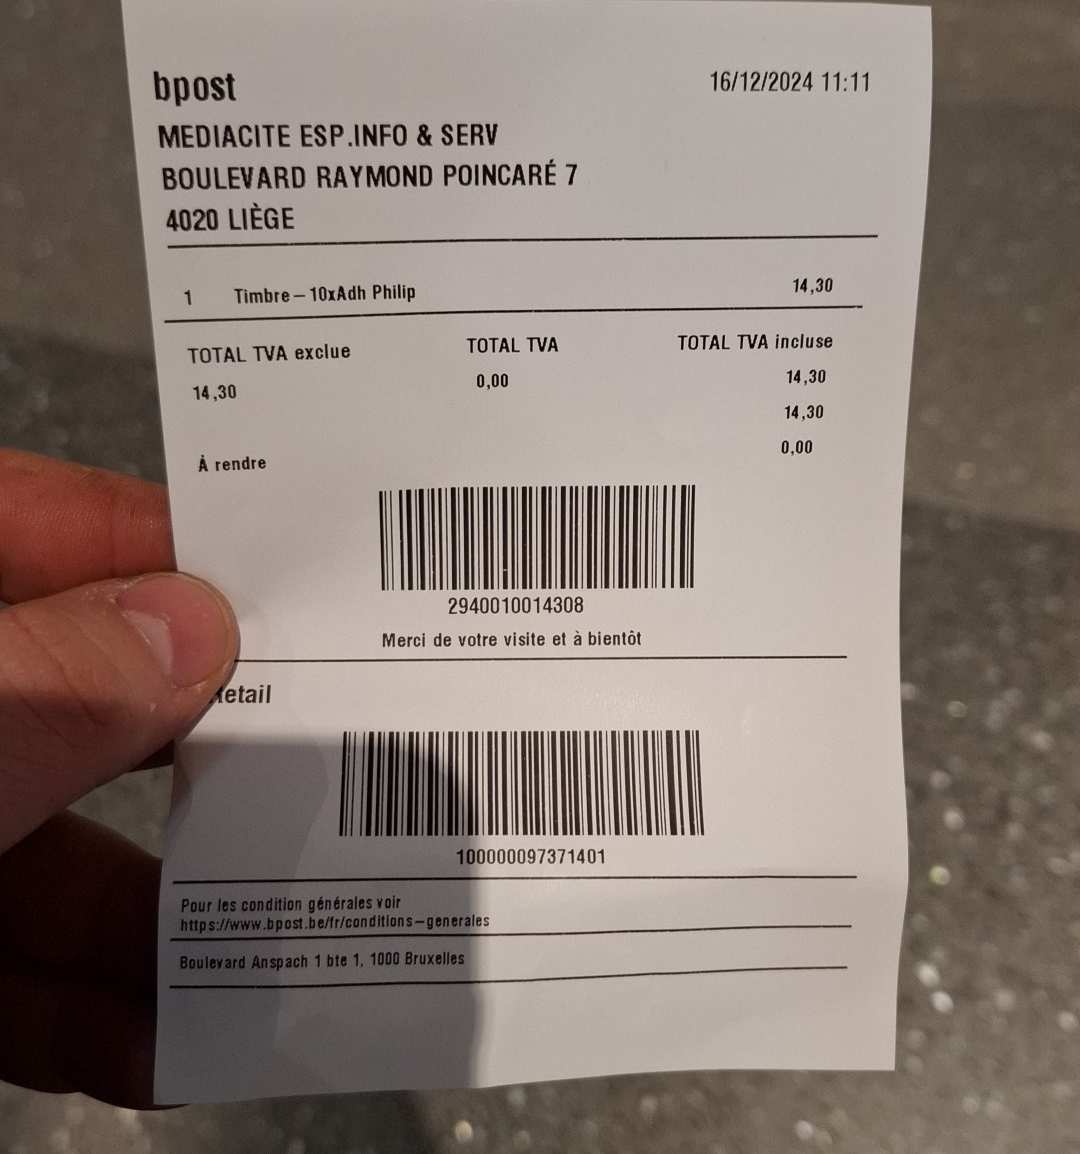 bpost 16/12/2024 11:11
MEDIACITE ESP.INFO & SERV
BOULEVARD RAYMOND POINCARÉ 7
4020 LIÈGE
1 Timbre – 10xAdh Philip 14,30
TOTAL TVA exclue TOTAL TVA TOTAL TVA incluse
14,30 0,00 14,30
14,30
À rendre 0,00
2940010014308
Merci de votre visite et à bientôt
100000097371401
Pour les condition générales voir
https://www.bpost.be/fr/conditions–generales
Boulevard Anspach 1 bte 1, 1000 Bruxelles